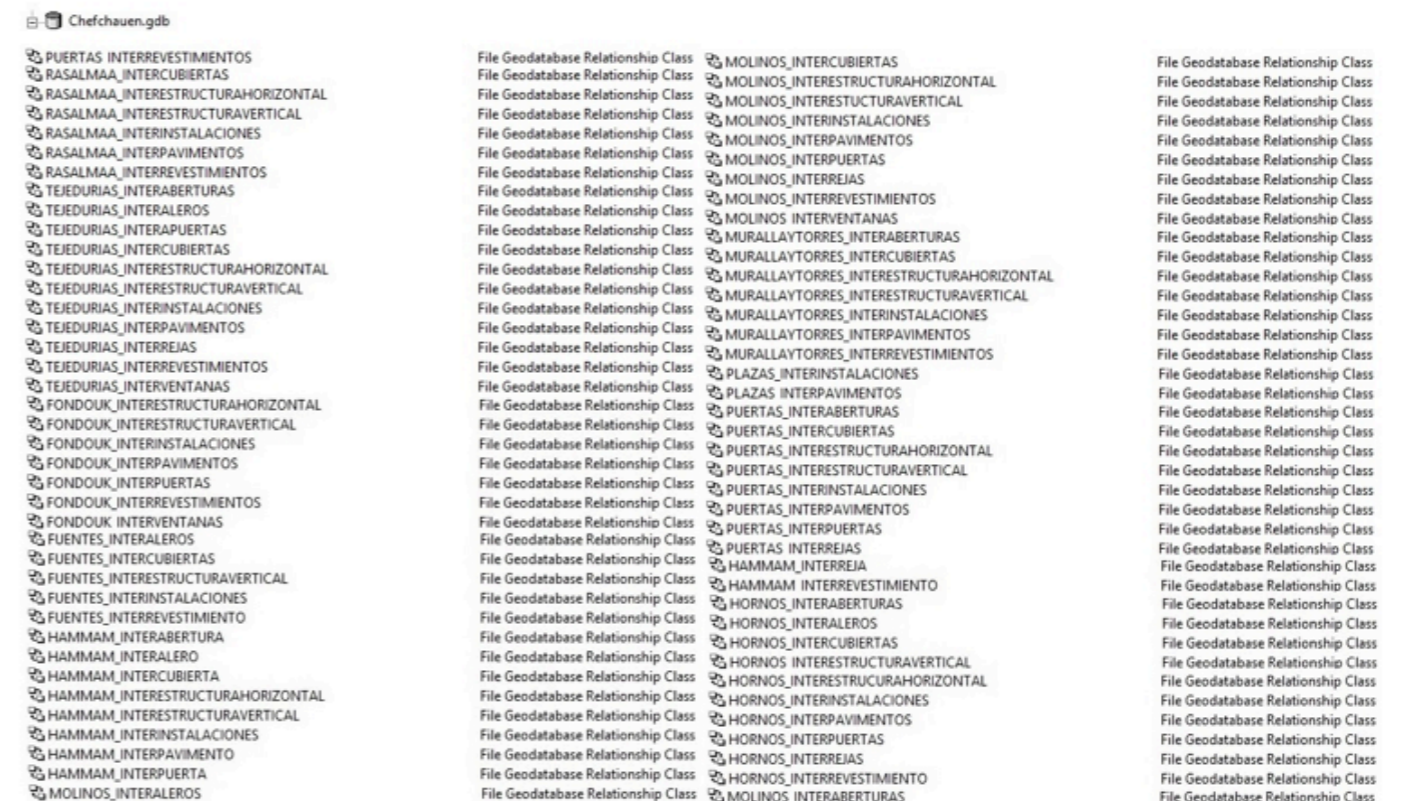 Chefchauen.gdb
PUERTAS INTERREVESTIMIENTOS File Geodatabase Relationship Class
RASALMAA_INTERCUBIERTAS File Geodatabase Relationship Class
RASALMAA_INTERESTRUCTURAHORIZONTAL File Geodatabase Relationship Class
RASALMAA_INTERESTRUCTURAVERTICAL File Geodatabase Relationship Class
RASALMAA_INTERINSTALACIONES File Geodatabase Relationship Class
RASALMAA_INTERPAVIMENTOS File Geodatabase Relationship Class
RASALMAA_INTERREVESTIMIENTOS File Geodatabase Relationship Class
TEJEDURIAS_INTERABERTURAS File Geodatabase Relationship Class
TEJEDURIAS_INTERALEROS File Geodatabase Relationship Class
TEJEDURIAS_INTERAPUERTAS File Geodatabase Relationship Class
TEJEDURIAS_INTERCUBIERTAS File Geodatabase Relationship Class
TEJEDURIAS_INTERESTRUCTURAHORIZONTAL File Geodatabase Relationship Class
TEJEDURIAS_INTERESTRUCTURAVERTICAL File Geodatabase Relationship Class
TEJEDURIAS_INTERINSTALACIONES File Geodatabase Relationship Class
TEJEDURIAS_INTERPAVIMENTOS File Geodatabase Relationship Class
TEJEDURIAS_INTERREJAS File Geodatabase Relationship Class
TEJEDURIAS_INTERREVESTIMIENTOS File Geodatabase Relationship Class
TEJEDURIAS_INTERVENTANAS File Geodatabase Relationship Class
FONDOUK_INTERESTRUCTURAHORIZONTAL File Geodatabase Relationship Class
FONDOUK_INTERESTRUCTURAVERTICAL File Geodatabase Relationship Class
FONDOUK_INTERINSTALACIONES File Geodatabase Relationship Class
FONDOUK_INTERPAVIMENTOS File Geodatabase Relationship Class
FONDOUK_INTERPUERTAS File Geodatabase Relationship Class
FONDOUK_INTERREVESTIMIENTOS File Geodatabase Relationship Class
FONDOUK INTERVENTANAS File Geodatabase Relationship Class
FUENTES_INTERALEROS File Geodatabase Relationship Class
FUENTES_INTERCUBIERTAS File Geodatabase Relationship Class
FUENTES_INTERESTRUCTURAVERTICAL File Geodatabase Relationship Class
FUENTES_INTERINSTALACIONES File Geodatabase Relationship Class
FUENTES_INTERREVESTIMIENTO File Geodatabase Relationship Class
HAMMAM_INTERABERTURA File Geodatabase Relationship Class
HAMMAM_INTERALERO File Geodatabase Relationship Class
HAMMAM_INTERCUBIERTA File Geodatabase Relationship Class
HAMMAM_INTERESTRUCTURAHORIZONTAL File Geodatabase Relationship Class
HAMMAM_INTERESTRUCTURAVERTICAL File Geodatabase Relationship Class
HAMMAM_INTERINSTALACIONES File Geodatabase Relationship Class
HAMMAM_INTERPAVIMENTO File Geodatabase Relationship Class
HAMMAM_INTERPUERTA File Geodatabase Relationship Class
MOLINOS_INTERALEROS File Geodatabase Relationship Class
MOLINOS_INTERCUBIERTAS File Geodatabase Relationship Class
MOLINOS_INTERESTRUCTURAHORIZONTAL File Geodatabase Relationship Class
MOLINOS_INTERESTUCTURAVERTICAL File Geodatabase Relationship Class
MOLINOS_INTERINSTALACIONES File Geodatabase Relationship Class
MOLINOS_INTERPAVIMENTOS File Geodatabase Relationship Class
MOLINOS_INTERPUERTAS File Geodatabase Relationship Class
MOLINOS_INTERREJAS File Geodatabase Relationship Class
MOLINOS_INTERREVESTIMIENTOS File Geodatabase Relationship Class
MOLINOS INTERVENTANAS File Geodatabase Relationship Class
MURALLAYTORRES_INTERABERTURAS File Geodatabase Relationship Class
MURALLAYTORRES_INTERCUBIERTAS File Geodatabase Relationship Class
MURALLAYTORRES_INTERESTRUCTURAHORIZONTAL File Geodatabase Relationship Class
MURALLAYTORRES_INTERESTRUCTURAVERTICAL File Geodatabase Relationship Class
MURALLAYTORRES_INTERINSTALACIONES File Geodatabase Relationship Class
MURALLAYTORRES_INTERPAVIMENTOS File Geodatabase Relationship Class
MURALLAYTORRES_INTERREVESTIMIENTOS File Geodatabase Relationship Class
PLAZAS_INTERINSTALACIONES File Geodatabase Relationship Class
PLAZAS INTERPAVIMENTOS File Geodatabase Relationship Class
PUERTAS_INTERABERTURAS File Geodatabase Relationship Class
PUERTAS_INTERCUBIERTAS File Geodatabase Relationship Class
PUERTAS_INTERESTRUCTURAHORIZONTAL File Geodatabase Relationship Class
PUERTAS_INTERESTRUCTURAVERTICAL File Geodatabase Relationship Class
PUERTAS_INTERINSTALACIONES File Geodatabase Relationship Class
PUERTAS_INTERPAVIMENTOS File Geodatabase Relationship Class
PUERTAS_INTERPUERTAS File Geodatabase Relationship Class
PUERTAS INTERREJAS File Geodatabase Relationship Class
HAMMAM_INTERREJA File Geodatabase Relationship Class
HAMMAM INTERREVESTIMIENTO File Geodatabase Relationship Class
HORNOS_INTERABERTURAS File Geodatabase Relationship Class
HORNOS_INTERALEROS File Geodatabase Relationship Class
HORNOS_INTERCUBIERTAS File Geodatabase Relationship Class
HORNOS INTERESTRUCTURAVERTICAL File Geodatabase Relationship Class
HORNOS_INTERESTRUCURAHORIZONTAL File Geodatabase Relationship Class
HORNOS_INTERINSTALACIONES File Geodatabase Relationship Class
HORNOS_INTERPAVIMENTOS File Geodatabase Relationship Class
HORNOS_INTERPUERTAS File Geodatabase Relationship Class
HORNOS_INTERREJAS File Geodatabase Relationship Class
HORNOS_INTERREVESTIMIENTO File Geodatabase Relationship Class
MOLINOS_INTERABERTURAS File Geodatabase Relationship Class